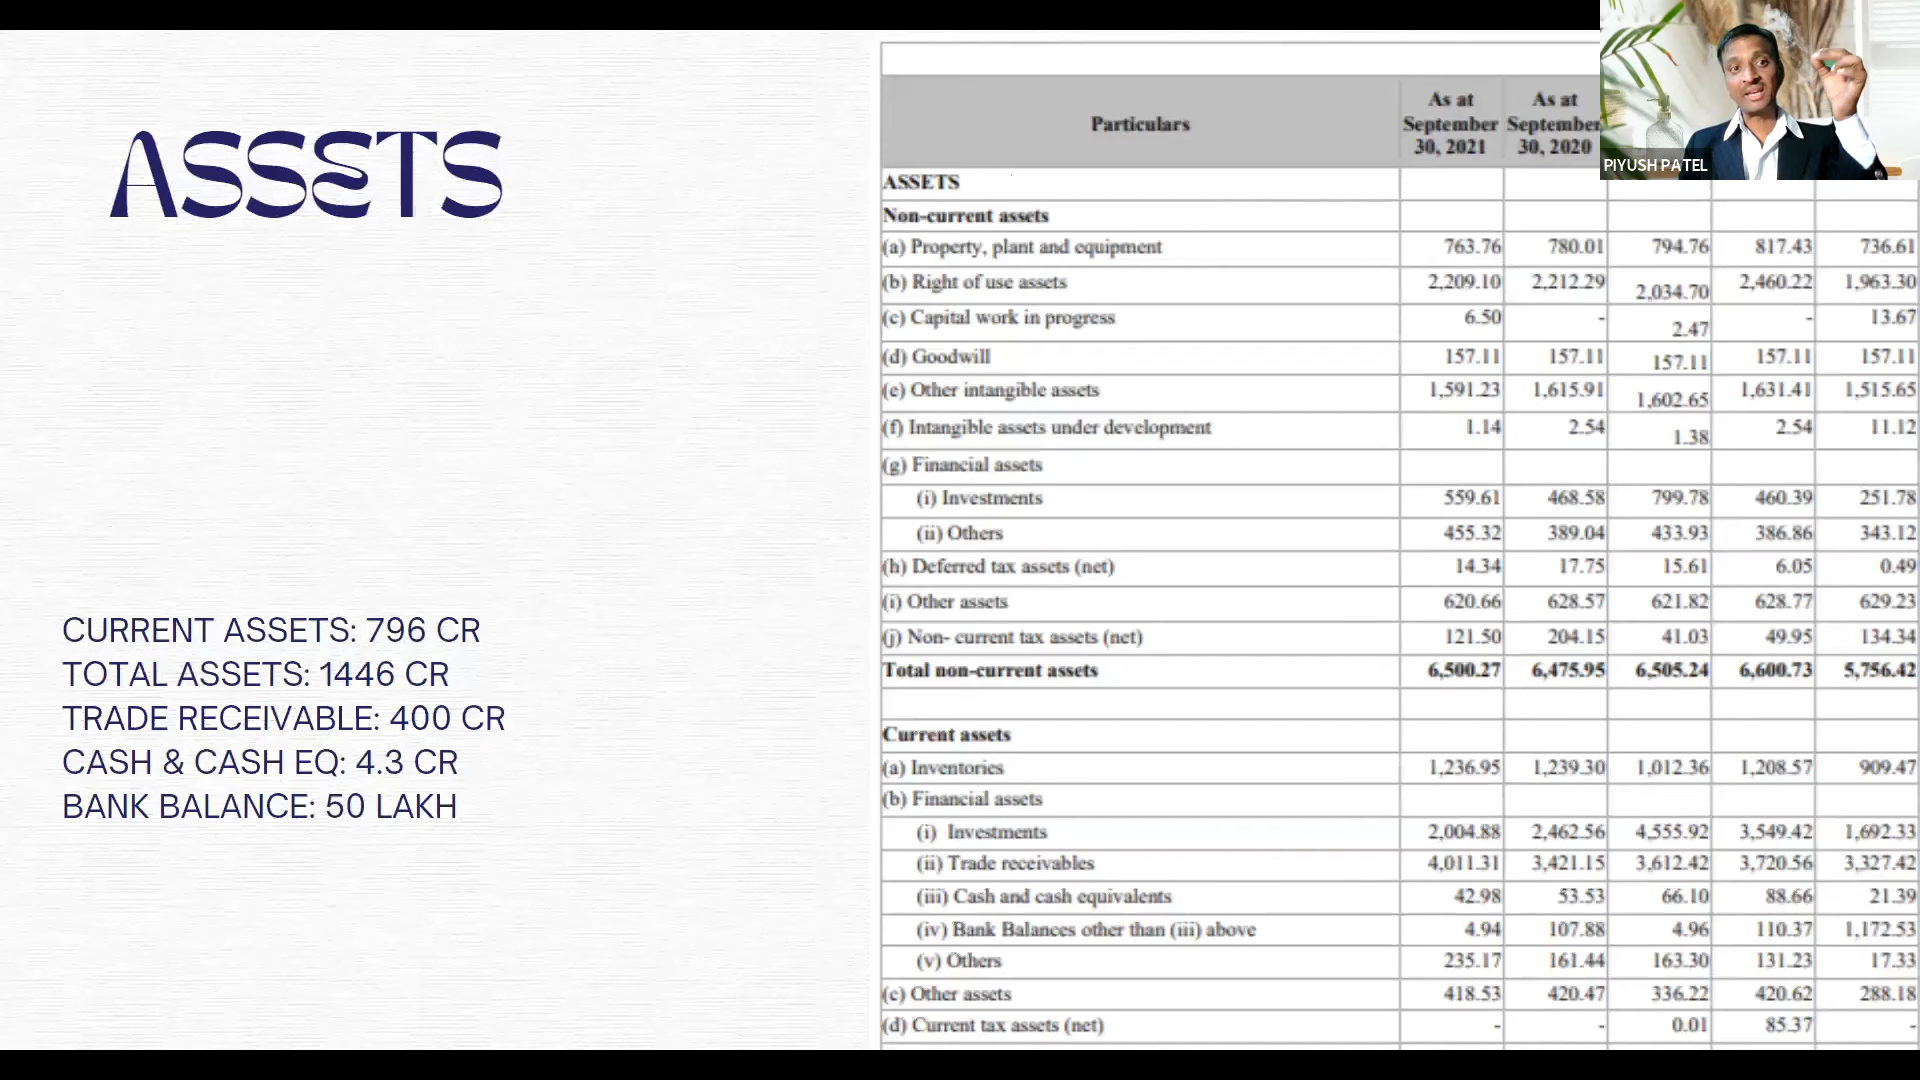 ASSETS
CURRENT ASSETS: 796 CR
TOTAL ASSETS: 1446 CR
TRADE RECEIVABLE: 400 CR
CASH & CASH EQ: 4.3 CR
BANK BALANCE: 50 LAKH
Particulars As at September 30, 2021 As at September 30, 2020
ASSETS
Non-current assets
(a) Property, plant and equipment 763.76 780.01 794.76 817.43 736.61
(b) Right of use assets 2,209.10 2,212.29 2,034.70 2,460.22 1,963.30
(c) Capital work in progress 6.50 - 2.47 - 13.67
(d) Goodwill 157.11 157.11 157.11 157.11 157.11
(e) Other intangible assets 1,591.23 1,615.91 1,602.65 1,631.41 1,515.65
(f) Intangible assets under development 1.14 2.54 1.38 2.54 11.12
(g) Financial assets
(i) Investments 559.61 468.58 799.78 460.39 251.78
(ii) Others 455.32 389.04 433.93 386.86 343.12
(h) Deferred tax assets (net) 14.34 17.75 15.61 6.05 0.49
(i) Other assets 620.66 628.57 621.82 628.77 629.23
(j) Non- current tax assets (net) 121.50 204.15 41.03 49.95 134.34
Total non-current assets 6,500.27 6,475.95 6,505.24 6,600.73 5,756.42
Current assets
(a) Inventories 1,236.95 1,239.30 1,012.36 1,208.57 909.47
(b) Financial assets
(i) Investments 2,004.88 2,462.56 4,555.92 3,549.42 1,692.33
(ii) Trade receivables 4,011.31 3,421.15 3,612.42 3,720.56 3,327.42
(iii) Cash and cash equivalents 42.98 53.53 66.10 88.66 21.39
(iv) Bank Balances other than (iii) above 4.94 107.88 4.96 110.37 1,172.53
(v) Others 235.17 161.44 163.30 131.23 17.33
(c) Other assets 418.53 420.47 336.22 420.62 288.18
(d) Current tax assets (net) - - 0.01 85.37 -
PIYUSH PATEL